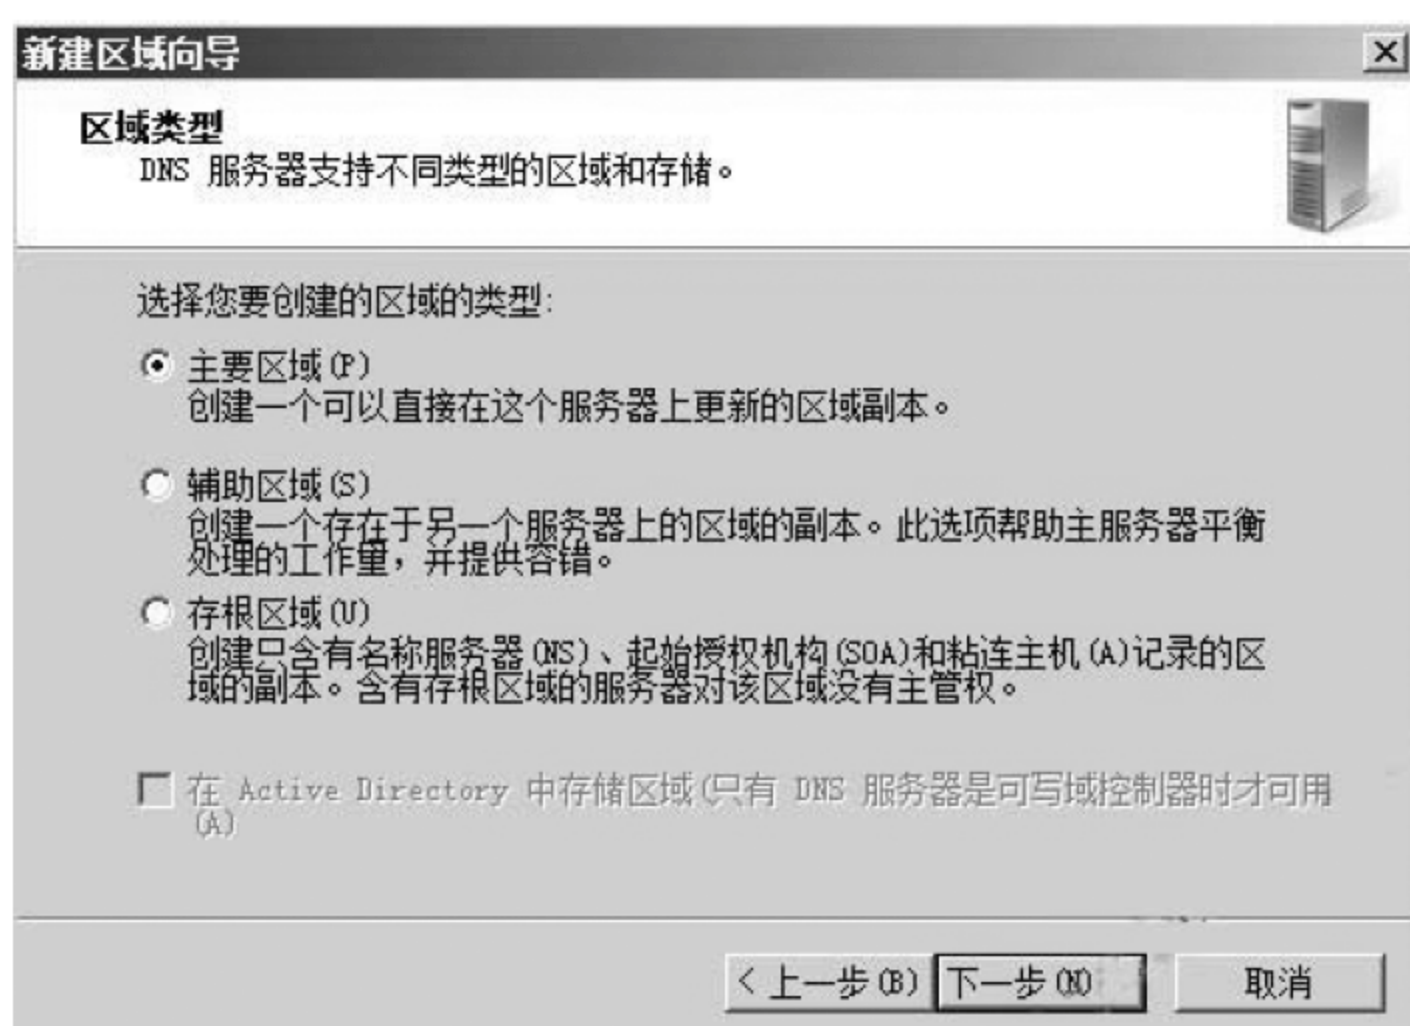 新建区域向导
区域类型
DNS 服务器支持不同类型的区域和存储。
选择您要创建的区域的类型:
主要区域(P)
创建一个可以直接在这个服务器上更新的区域副本。
辅助区域(S)
创建一个存在于另一个服务器上的区域的副本。此选项帮助主服务器平衡
处理的工作量，并提供容错。
存根区域(U)
创建只含有名称服务器(NS)、起始授权机构(SOA)和粘连主机(A)记录的区
域的副本。含有存根区域的服务器对该区域没有主管权。
在 Active Directory 中存储区域(只有 DNS 服务器是可写域控制器时才可用
(A)
< 上一步(B) 下一步(N) 取消